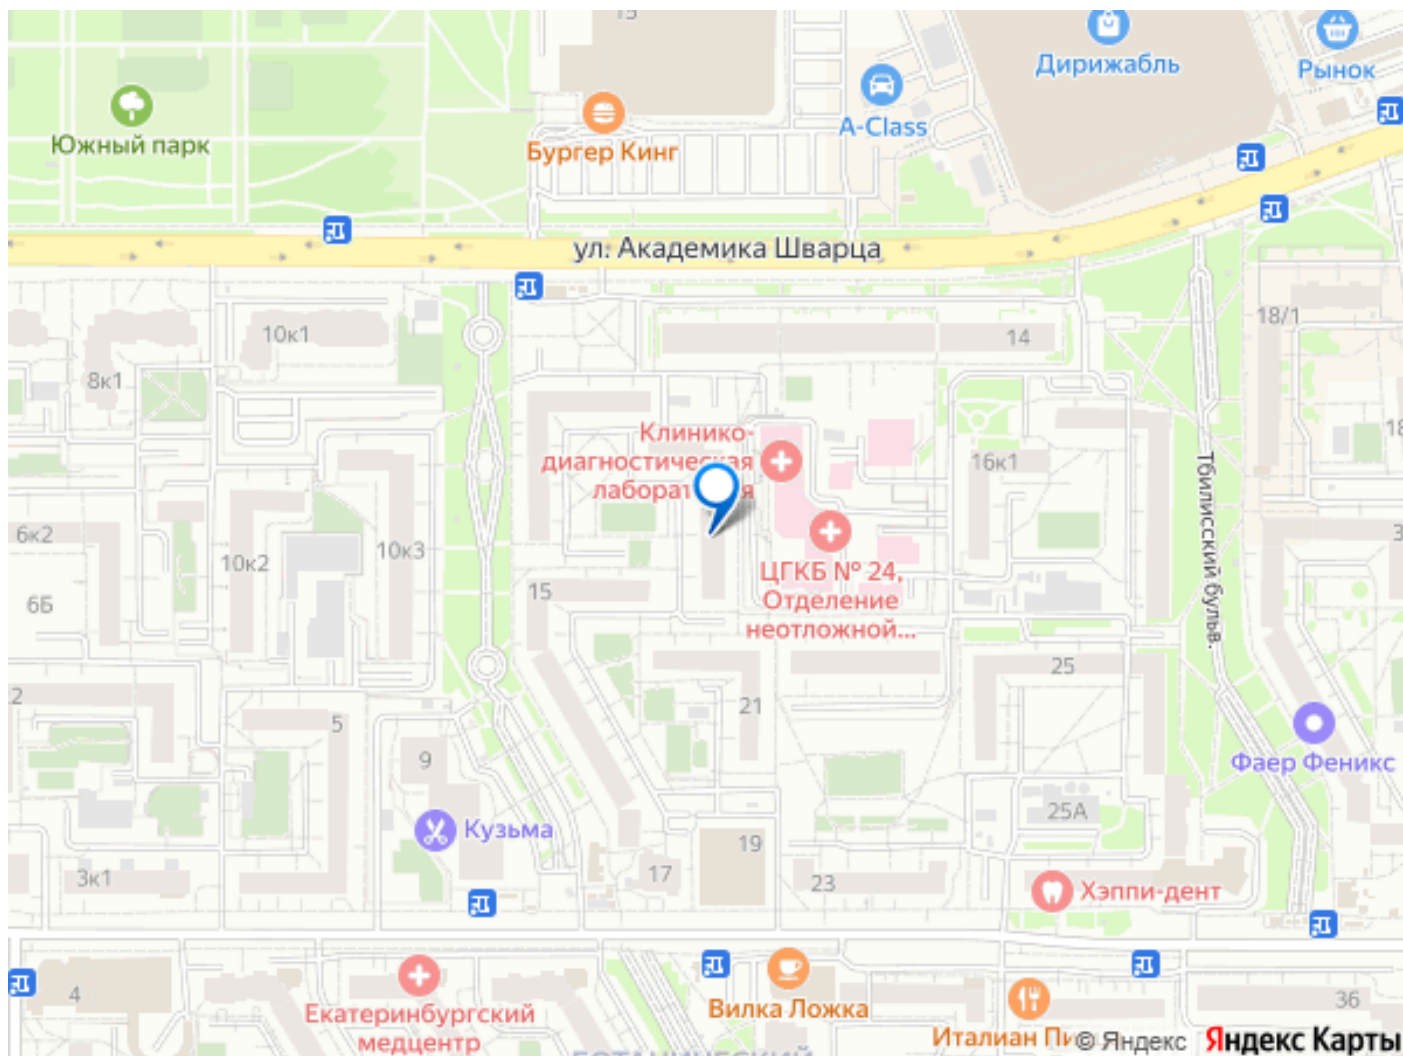 15
Дирижабль
Рынок
A-Class
Южный парк
Бургер Кинг
ул. Академика Шварца
10к1
14
18/1
8к1
Клинико-
диагностическая
16к1
6к2
10к2
10к3
ЦГКБ № 24,
Отделение
неотложной...
15
6Б
Тбилисский бульв.
25
2
21
5
9
Фаер Феникс
25А
Кузьма
19
17
3к1
23
Хэппи-дент
4
Екатеринбургский
медцентр
Вилка Ложка
36
Италиан
© Яндекс
Яндекс Карты